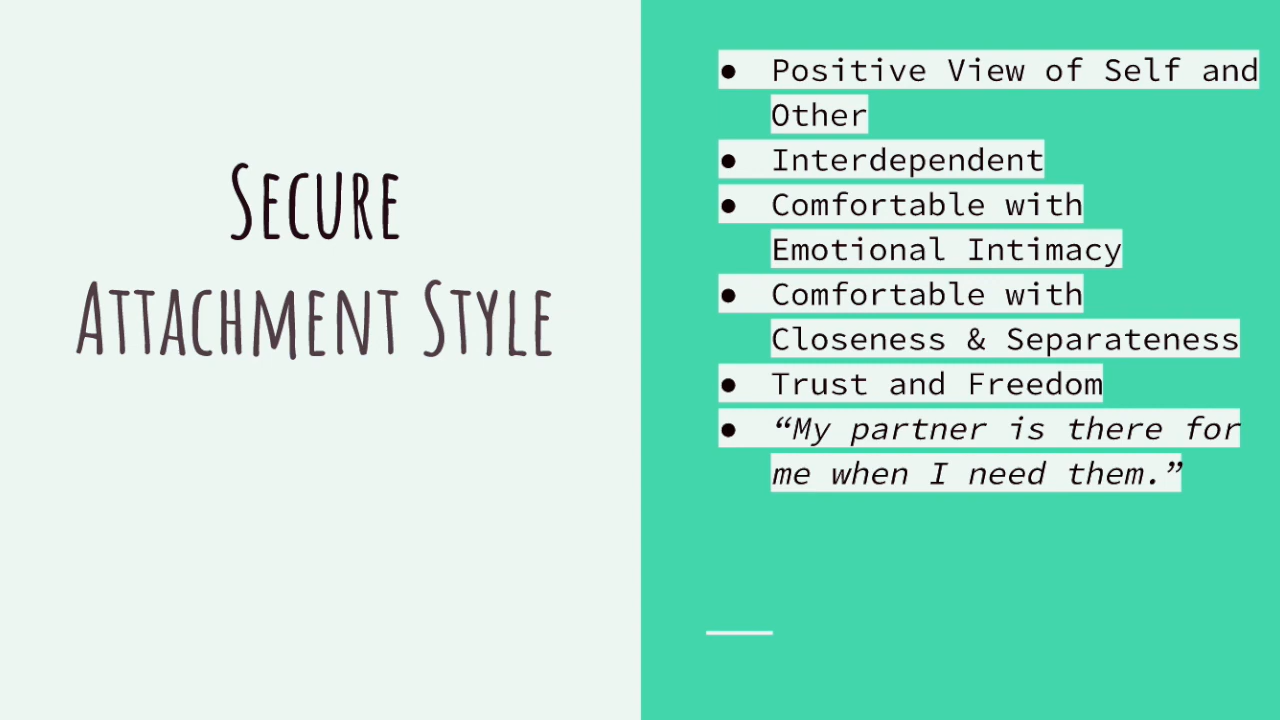 Secure
Attachment Style
● Positive View of Self and
Other
● Interdependent
● Comfortable with
Emotional Intimacy
● Comfortable with
Closeness & Separateness
● Trust and Freedom
● “My partner is there for
me when I need them.”